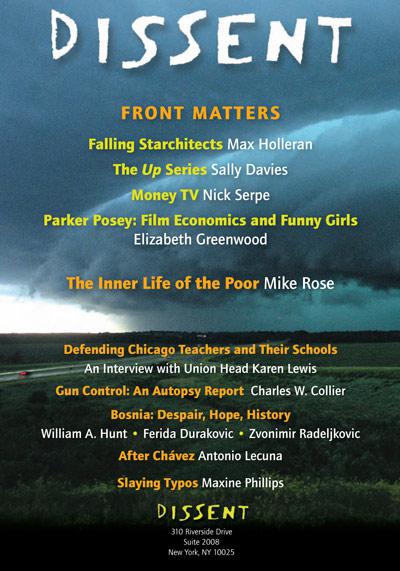 DISSENT
FRONT MATTERS
Falling Starchitects Max Holleran
The Up Series Sally Davies
Money TV Nick Serpe
Parker Posey: Film Economics and Funny Girls
Elizabeth Greenwood
The Inner Life of the Poor Mike Rose
Defending Chicago Teachers and Their Schools
An Interview with Union Head Karen Lewis
Gun Control: An Autopsy Report Charles W. Collier
Bosnia: Despair, Hope, History
William A. Hunt • Ferida Durakovic • Zvonimir Radeljkovic
After Chávez Antonio Lecuna
Slaying Typos Maxine Phillips
DISSENT
310 Riverside Drive
Suite 2008
New York, NY 10025